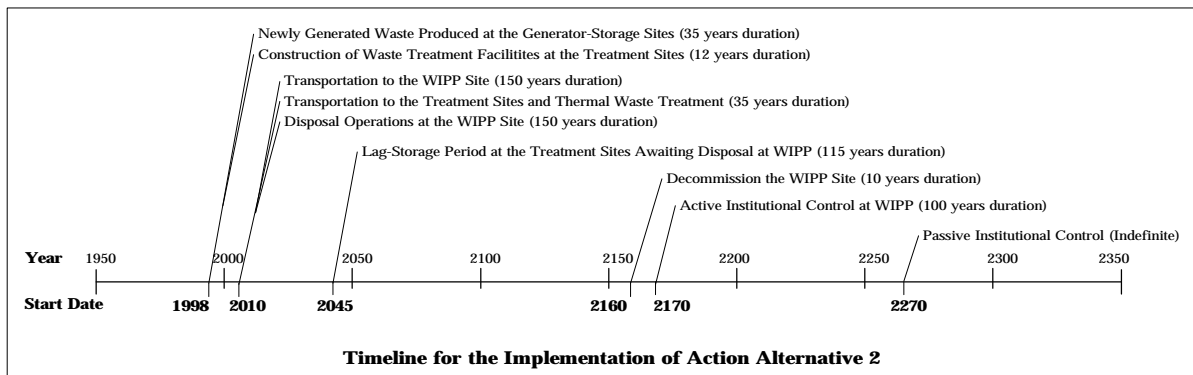 Newly Generated Waste Produced at the Generator-Storage Sites (35 years duration)
Construction of Waste Treatment Facilitites at the Treatment Sites (12 years duration)
Transportation to the WIPP Site (150 years duration)
Transportation to the Treatment Sites and Thermal Waste Treatment (35 years duration)
Disposal Operations at the WIPP Site (150 years duration)
Lag-Storage Period at the Treatment Sites Awaiting Disposal at WIPP (115 years duration)
Decommission the WIPP Site (10 years duration)
Active Institutional Control at WIPP (100 years duration)
Passive Institutional Control (Indefinite)
Year 1950 2000 2050 2100 2150 2200 2250 2300 2350
Start Date 1998 2010 2045 2160 2170 2270
Timeline for the Implementation of Action Alternative 2